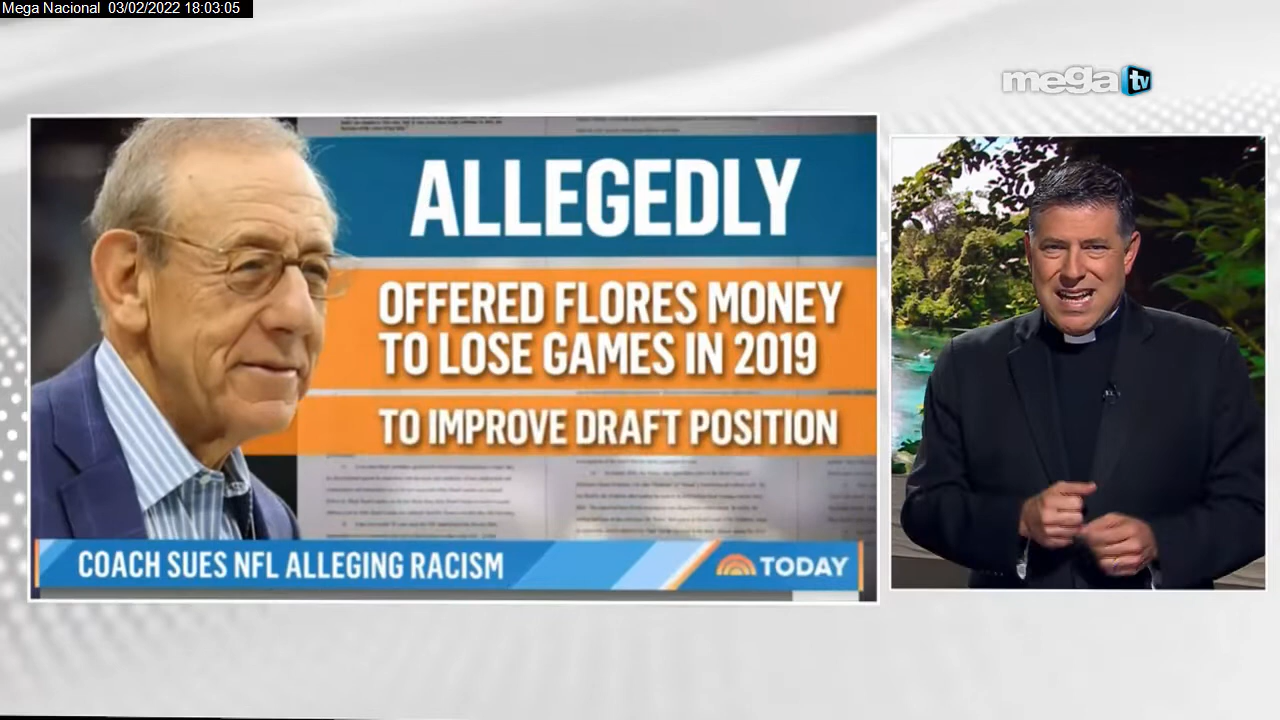 Mega Nacional 03/02/2022 18:03:05
mega tv
ALLEGEDLY
OFFERED FLORES MONEY
TO LOSE GAMES IN 2019
TO IMPROVE DRAFT POSITION
COACH SUES NFL ALLEGING RACISM
TODAY